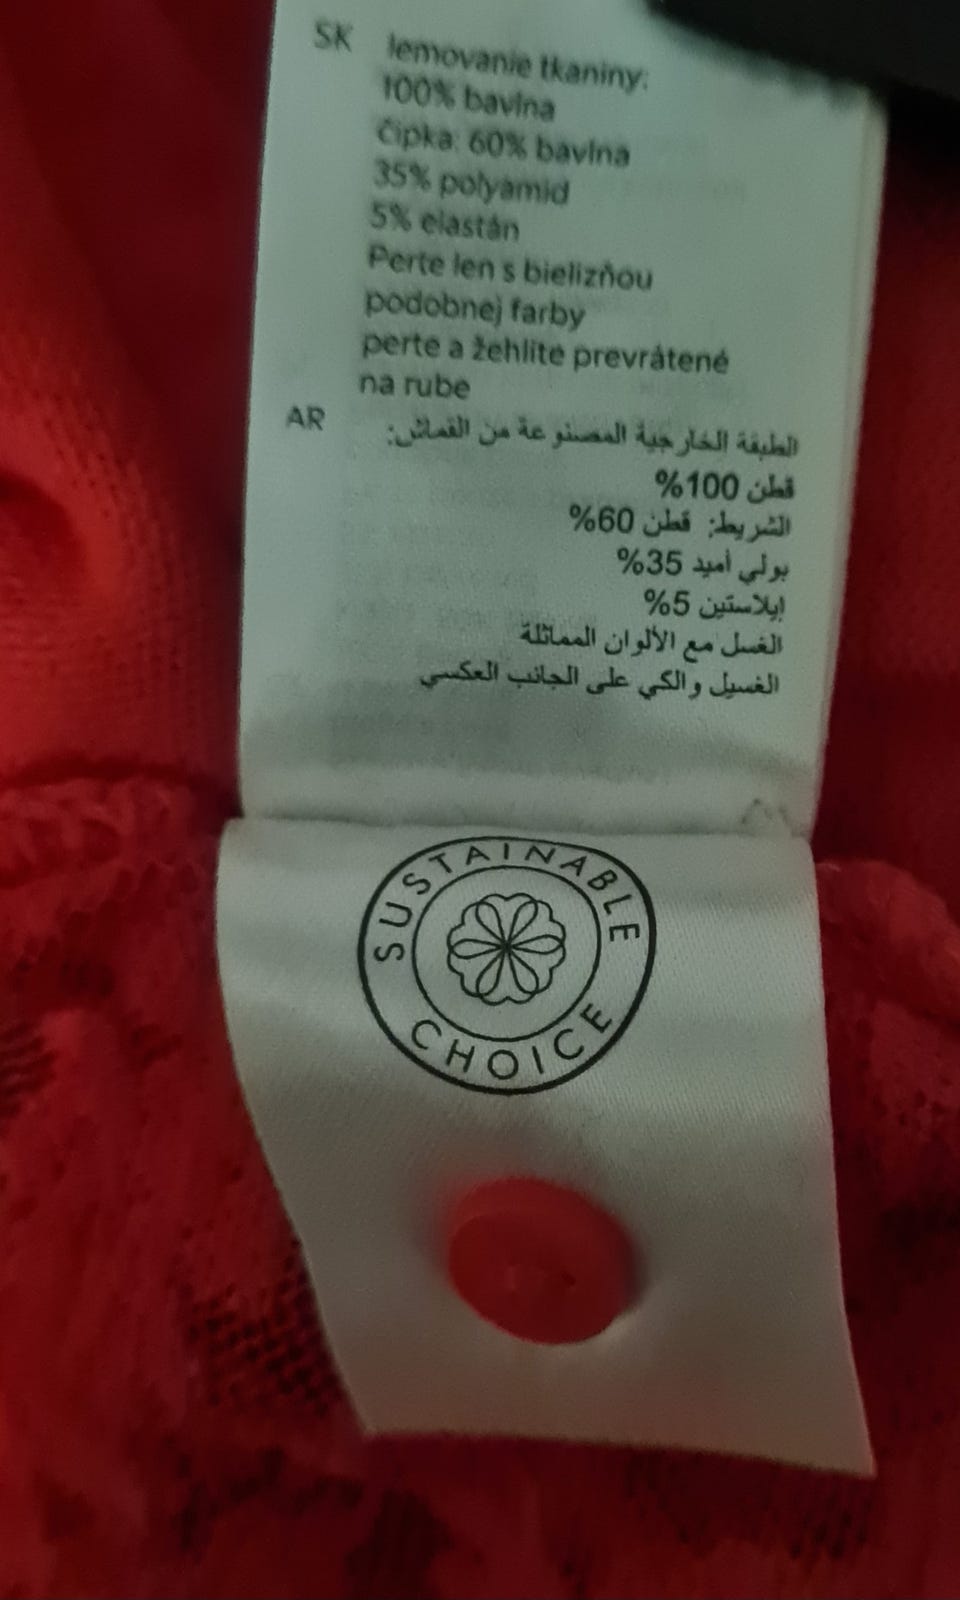 SK
lemovanie tkaniny:
100% bavlna
čipka: 60% bavlna
35% polyamid
5% elastán
Perte len s bielizňou
podobnej farby
perte a žehlite prevrátené
na rube
AR
الطبقة الخارجية المصنوعة من القماش:
قطن 100%
الشريط: قطن 60%
بولي أميد 35%
إيلاستين 5%
الغسل مع الألوان المماثلة
الغسيل والكي على الجانب العكسي
SUSTAINABLE
CHOICE